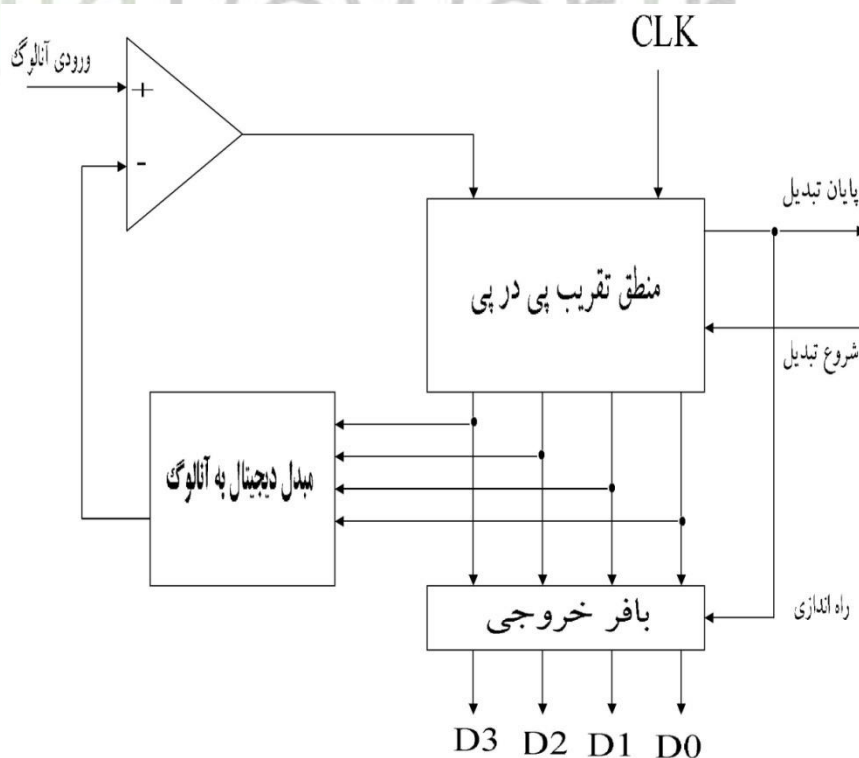 CLK
ورودی آنالوگ
+
-
پایان تبدیل
منطق تقریب پی در پی
شروع تبدیل
مبدل دیجیتال به آنالوگ
راه اندازی
بافر خروجی
D3 D2 D1 D0